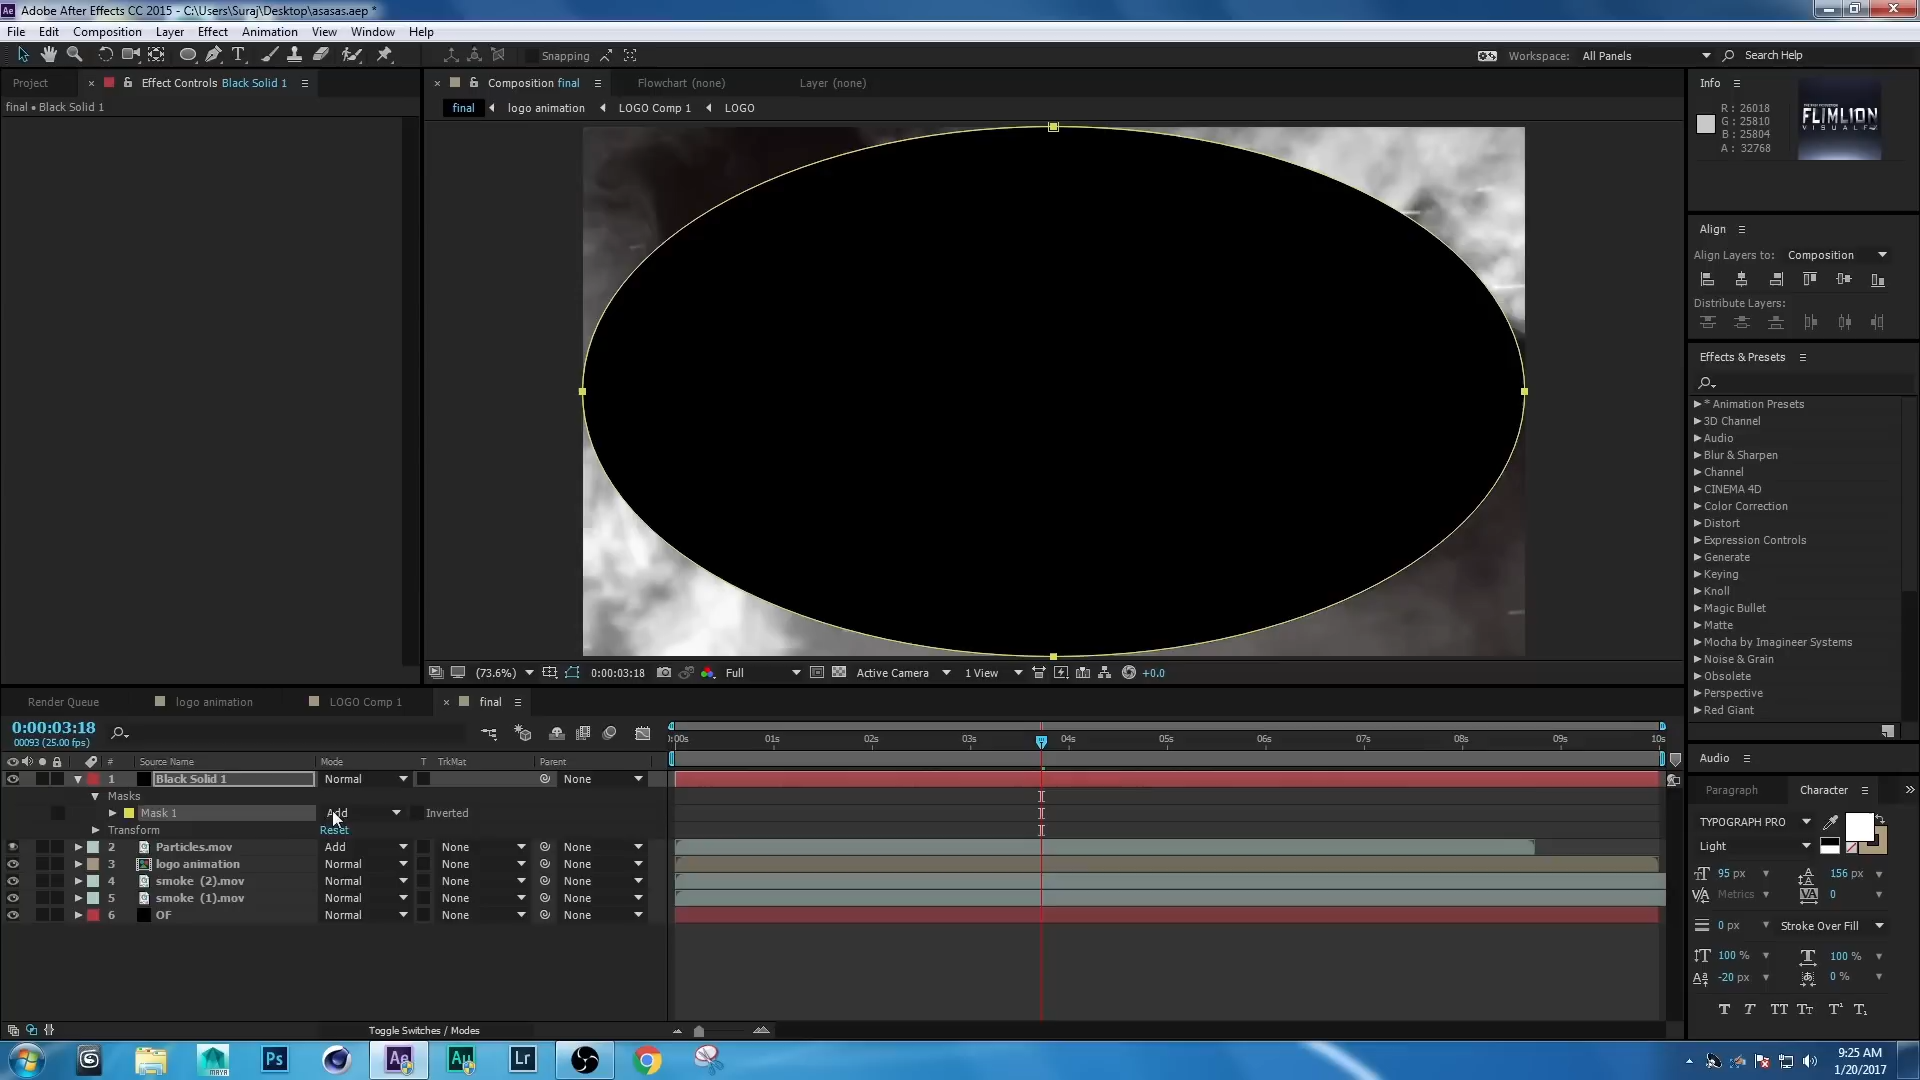 Adobe After Effects CC 2015 - C:\Users\Suraj\Desktop\asasas.aep *
File Edit Composition Layer Effect Animation View Window Help
Snapping
Workspace: All Panels Search Help
Project
Effect Controls Black Solid 1
Composition final
Flowchart (none)
Layer (none)
Info
final • Black Solid 1
final logo animation LOGO Comp 1 LOGO
R : 26018
G : 25810
B : 25804
A : 32768
FLIMLION
Align
Align Layers to: Composition
Distribute Layers:
Effects & Presets
* Animation Presets
3D Channel
Audio
Blur & Sharpen
Channel
CINEMA 4D
Color Correction
Distort
Expression Controls
Generate
Keying
Knoll
Magic Bullet
Matte
Mocha by Imagineer Systems
Noise & Grain
Obsolete
Perspective
Red Giant
(73.6%) 0:00:03:18 Full Active Camera 1 View +0.0
Render Queue logo animation LOGO Comp 1 final
0:00:03:18
00093 (25.00 fps)
:00s 01s 02s 03s 04s 05s 06s 07s 08s 09s 10s
# Source Name Mode T TrkMat Parent
1 Black Solid 1 Normal None
Masks
Mask 1 Add Inverted
Transform Reset
2 Particles.mov Add None None
3 logo animation Normal None None
4 smoke (2).mov Normal None None
5 smoke (1).mov Normal None None
6 OF Normal None None
Toggle Switches / Modes
Audio
Paragraph Character
TYPOGRAPH PRO
Light
95 px 156 px
Metrics 0
0 px Stroke Over Fill
100 % 100 %
-20 px 0 %
T T TT Tt T¹ T₁
MAYA Ps Ae Au Lr
9:25 AM
1/20/2017